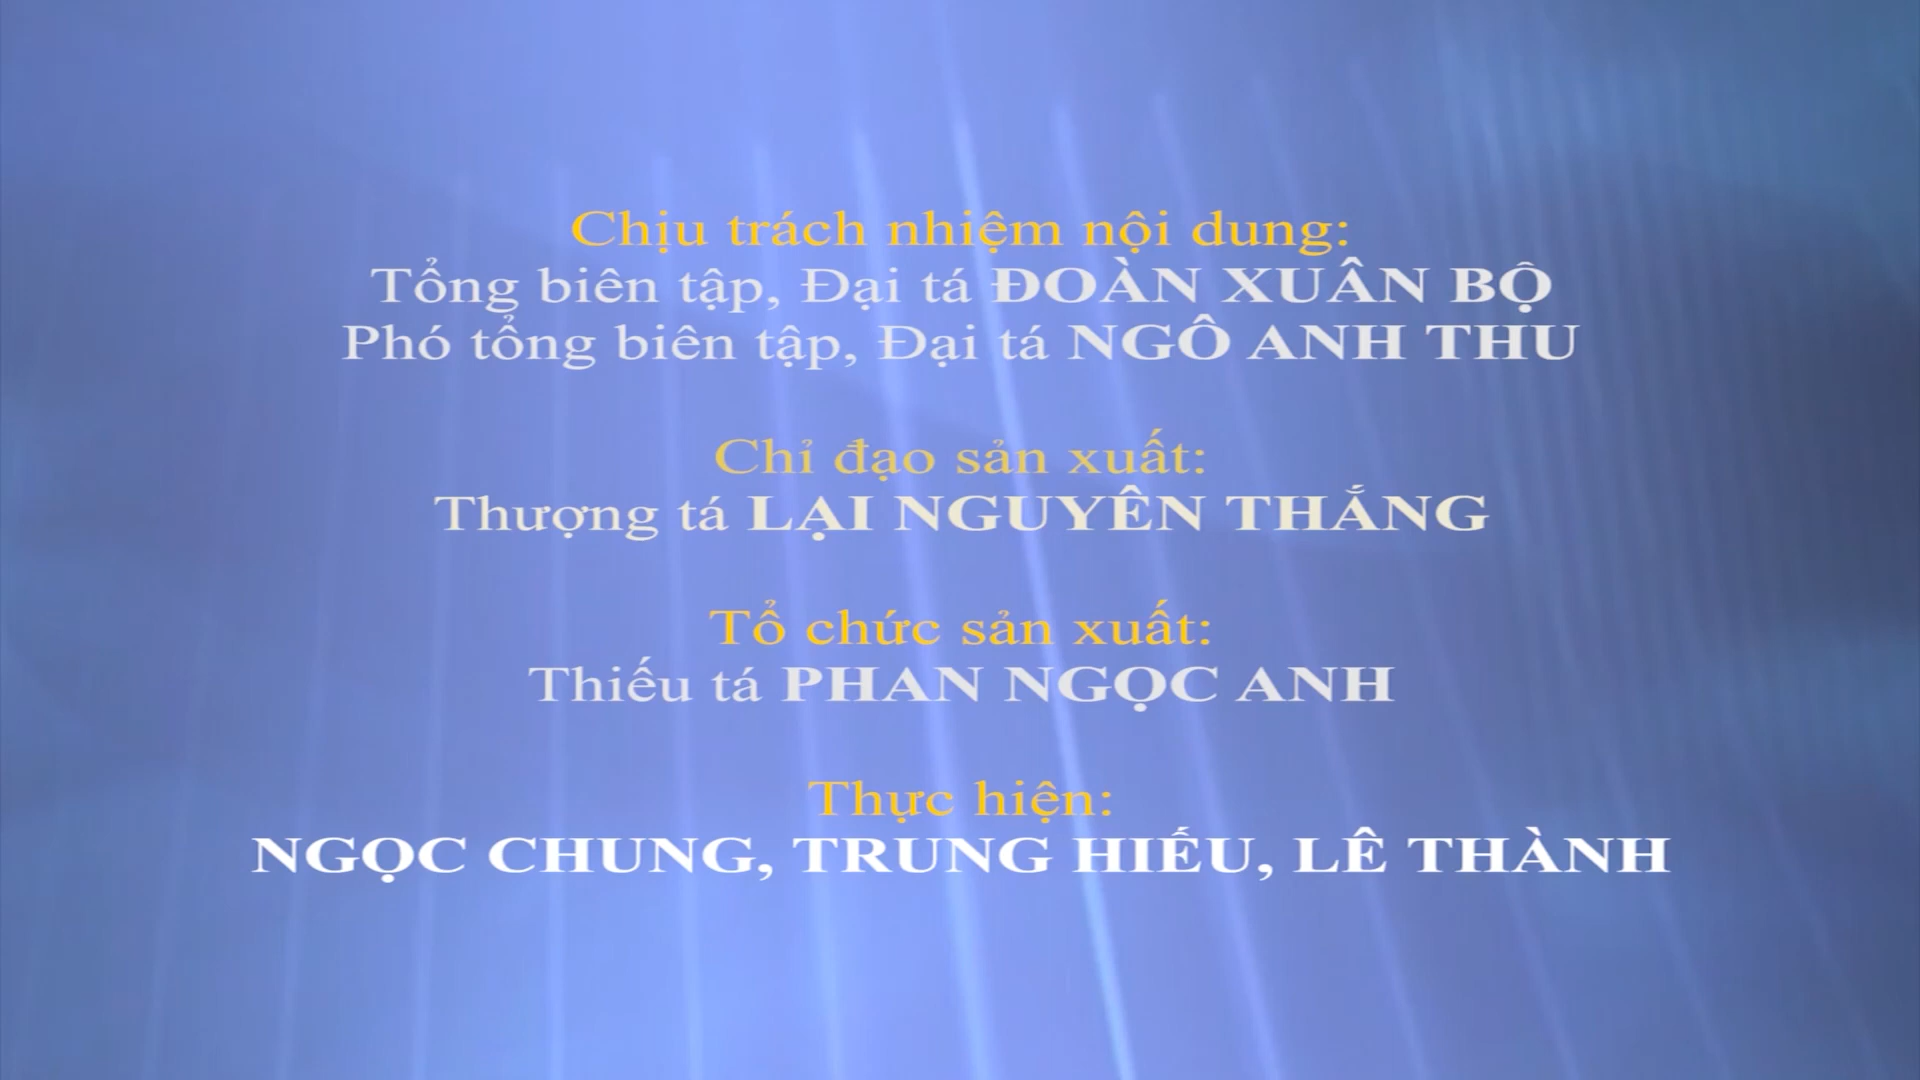 Chịu trách nhiệm nội dung:
Tổng biên tập, Đại tá ĐOÀN XUÂN BỘ
Phó tổng biên tập, Đại tá NGÔ ANH THU
Chỉ đạo sản xuất:
Thượng tá LẠI NGUYÊN THẮNG
Tổ chức sản xuất:
Thiếu tá PHAN NGỌC ANH
Thực hiện:
NGỌC CHUNG, TRUNG HIẾU, LÊ THÀNH